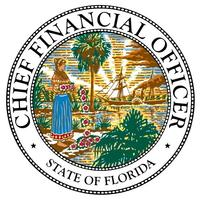 CHIEF FINANCIAL OFFICER
STATE OF FLORIDA